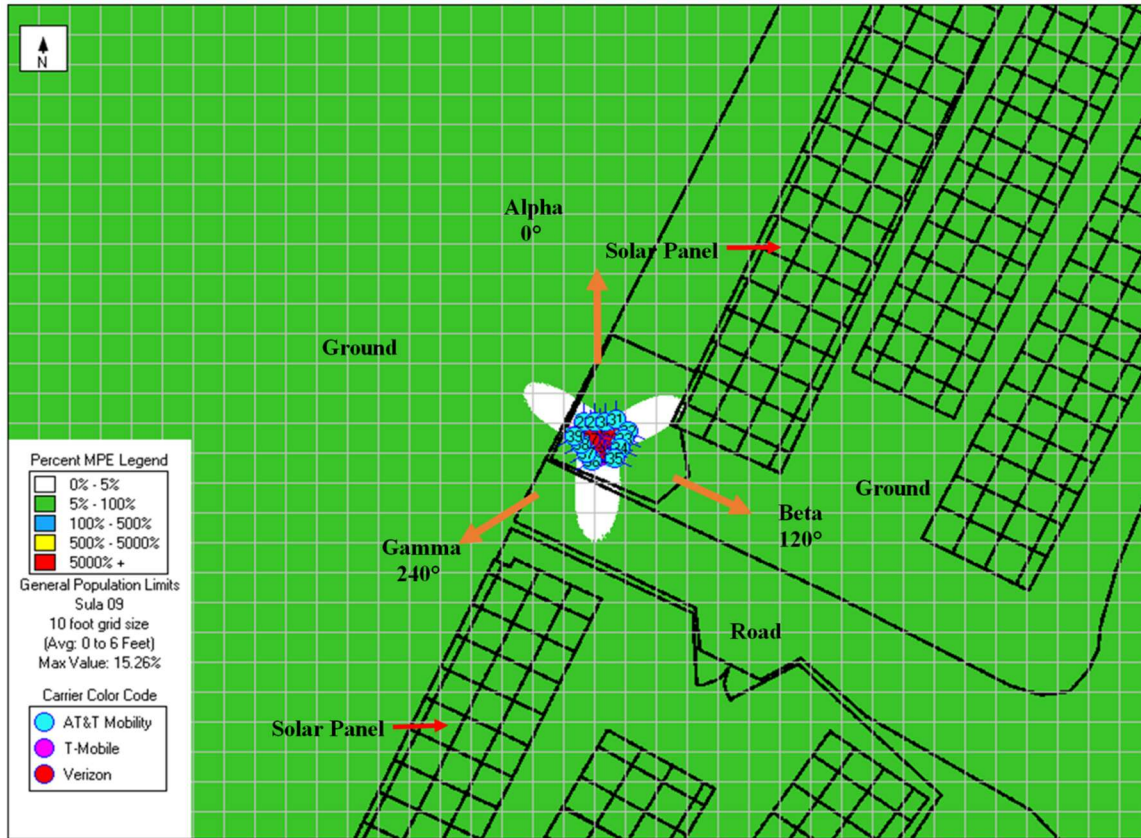 N
Alpha
0°
Solar Panel
Ground
31
35
Ground
Beta
120°
Gamma
240°
Road
Solar Panel
Percent MPE Legend
0% - 5%
5% - 100%
100% - 500%
500% - 5000%
5000% +
General Population Limits
Sula 09
10 foot grid size
(Avg: 0 to 6 Feet)
Max Value: 15.26%
Carrier Color Code
AT&T Mobility
T-Mobile
Verizon